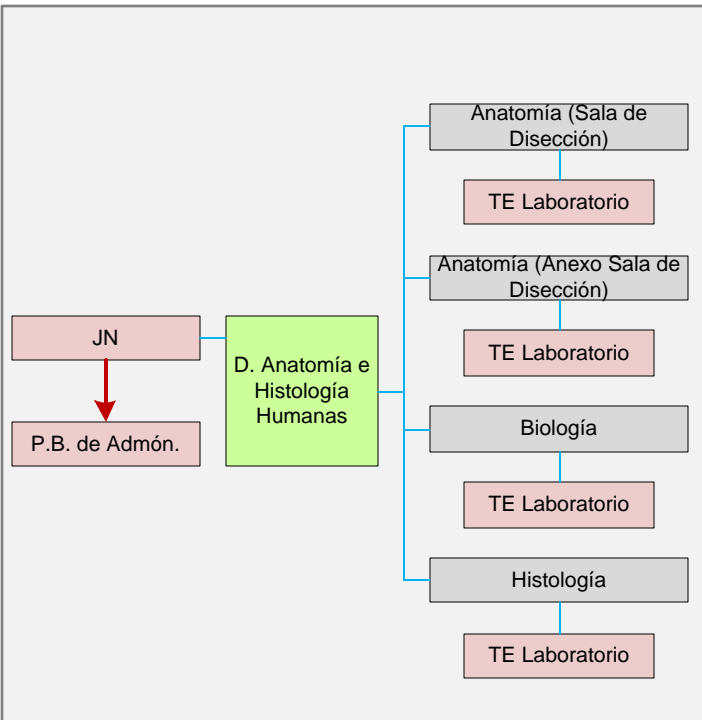 JN
P.B. de Admón.
D. Anatomía e
Histología
Humanas
Anatomía (Sala de
Disección)
TE Laboratorio
Anatomía (Anexo Sala de
Disección)
TE Laboratorio
Biología
TE Laboratorio
Histología
TE Laboratorio